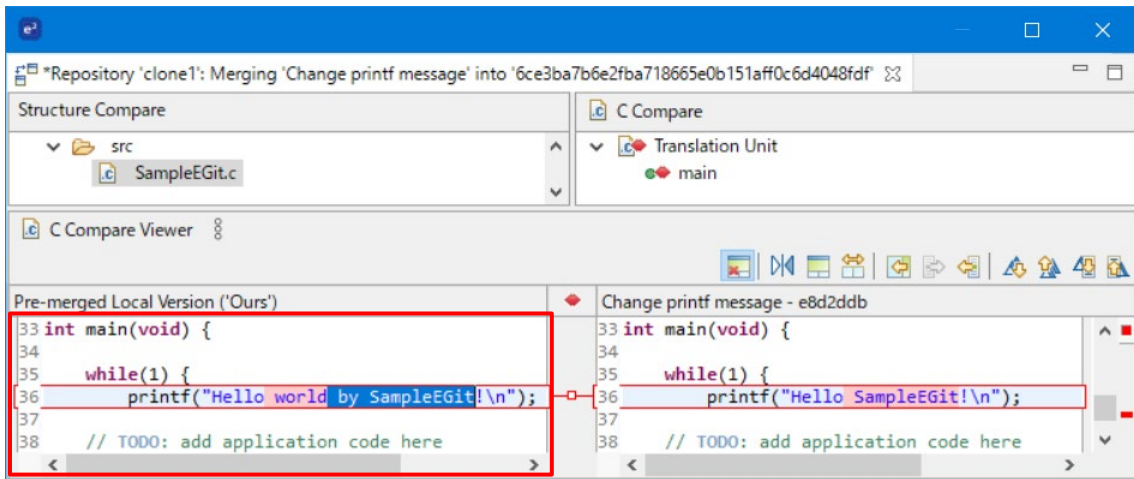 e²
*Repository 'clone1': Merging 'Change printf message' into '6ce3ba7b6e2fba718665e0b151aff0c6d4048fdf'
Structure Compare
C Compare
src
.c SampleEGit.c
.c Translation Unit
main
C Compare Viewer
Pre-merged Local Version ('Ours')
Change printf message - e8d2ddb
33 int main(void) {
34
35 while(1) {
36 printf("Hello world by SampleEGit!\n");
37
38 // TODO: add application code here
33 int main(void) {
34
35 while(1) {
36 printf("Hello SampleEGit!\n");
37
38 // TODO: add application code here